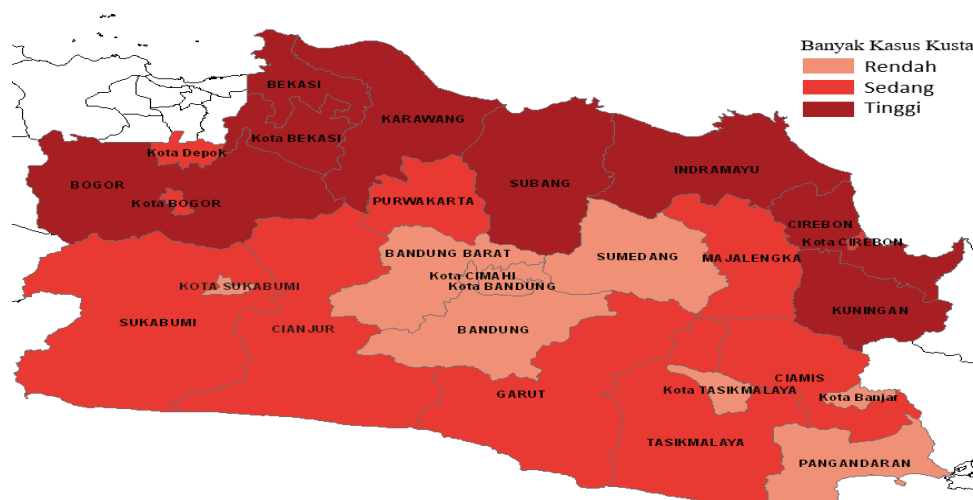 Banyak Kasus Kusta
Rendah
Sedang
Tinggi
BEKASI
KARAWANG
Kota BEKASI
Kota Depok
INDRAMAYU
BOGOR
SUBANG
Kota BOGOR
PURWAKARTA
CIREBON
Kota CIREBON
BANDUNG BARAT
SUMEDANG
MAJALENGKA
Kota CIMAHI
KOTA SUKABUMI
Kota BANDUNG
KUNINGAN
SUKABUMI
CIANJUR
BANDUNG
CIAMIS
GARUT
Kota TASIKMALAYA
Kota Banjar
TASIKMALAYA
PANGANDARAN